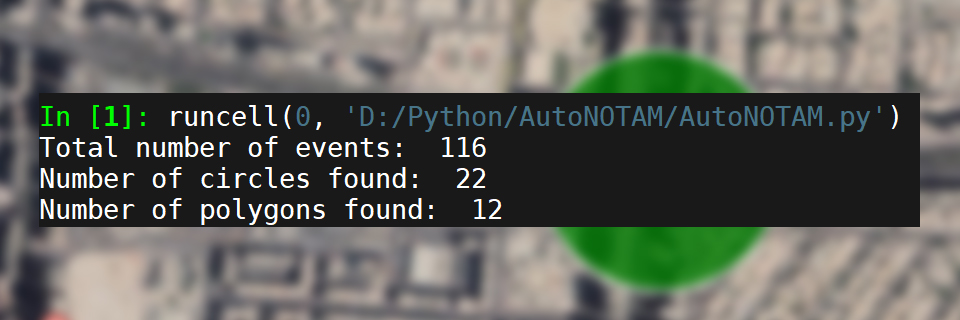 In [1]: runcell(0, 'D:/Python/AutoNOTAM/AutoNOTAM.py')
Total number of events:  116
Number of circles found:  22
Number of polygons found:  12